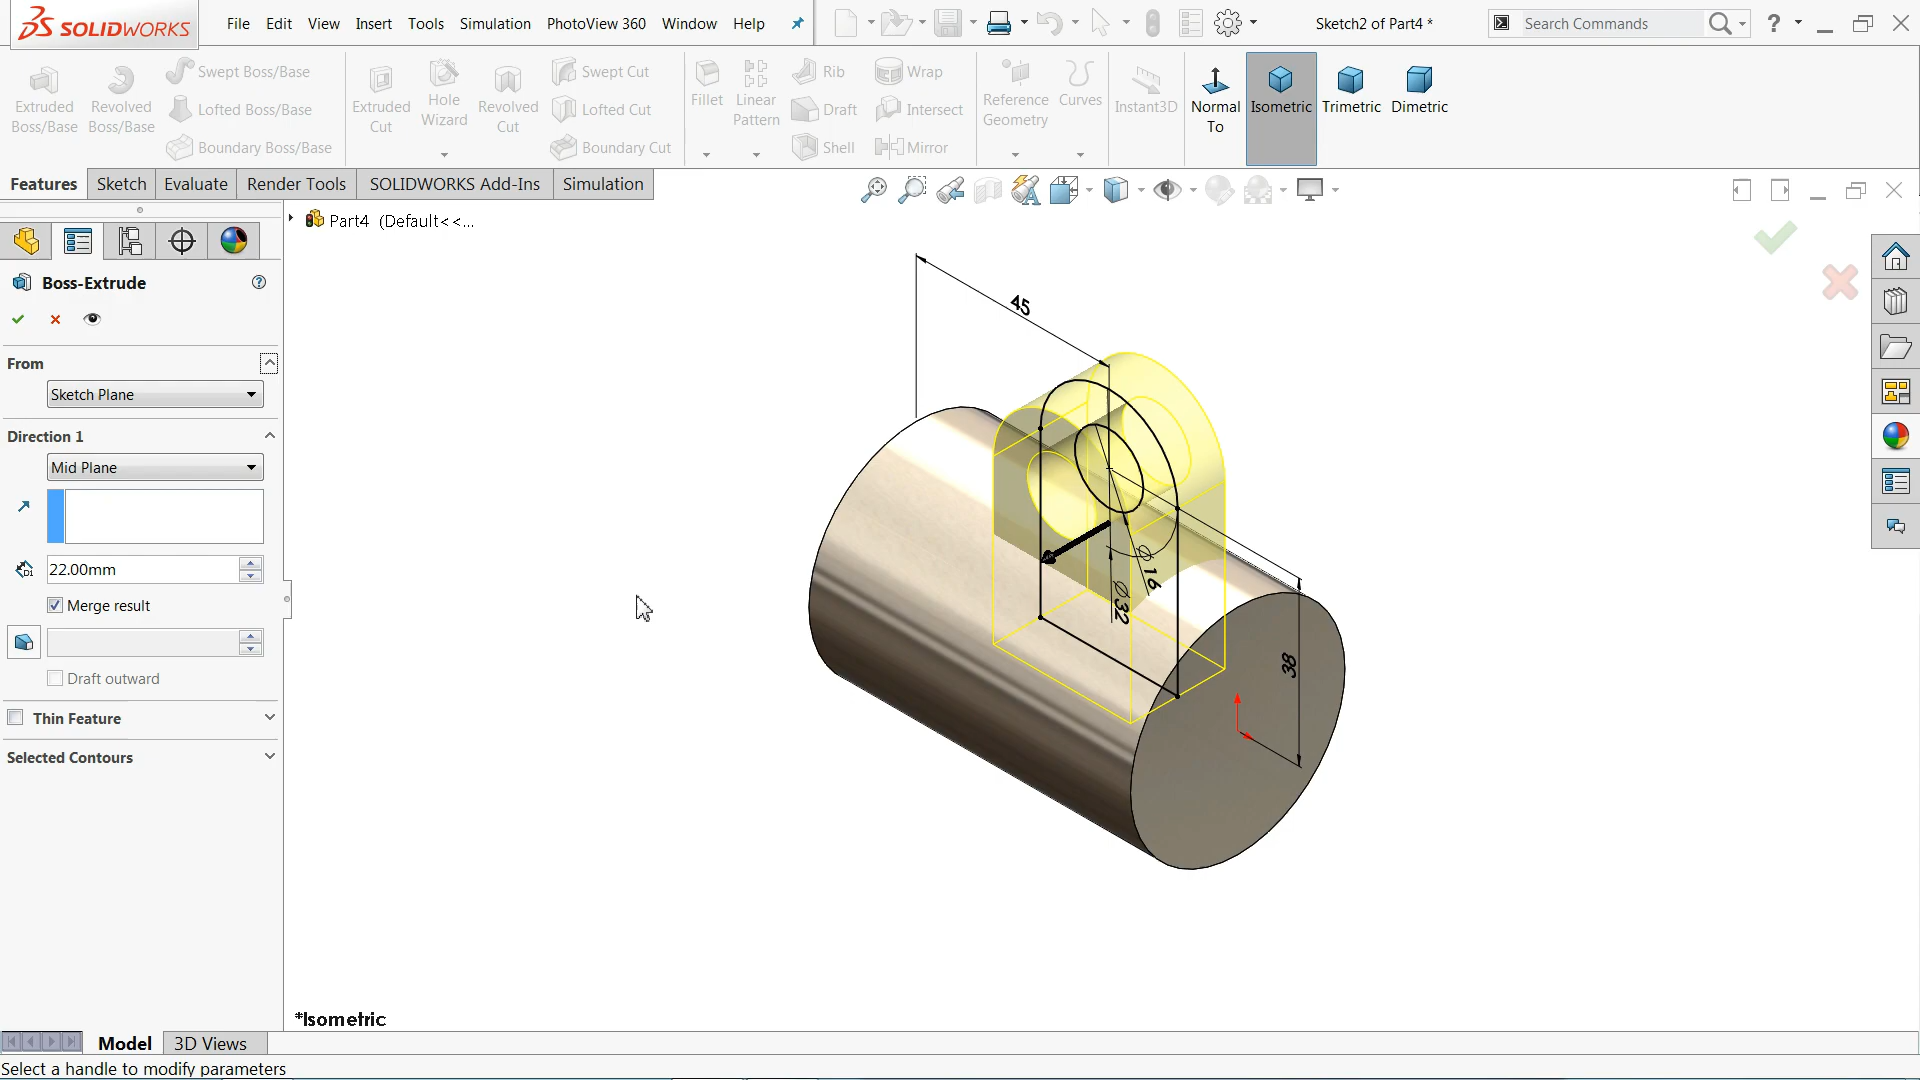 SOLIDWORKS File Edit View Insert Tools Simulation PhotoView 360 Window Help Sketch2 of Part4 * Search Commands ?
Extruded Boss/Base
Revolved Boss/Base
Swept Boss/Base
Lofted Boss/Base
Boundary Boss/Base
Extruded Cut
Hole Wizard
Revolved Cut
Swept Cut
Lofted Cut
Boundary Cut
Fillet
Linear Pattern
Rib
Draft
Shell
Wrap
Intersect
Mirror
Reference Geometry
Curves
Instant3D
Normal To
Isometric
Trimetric
Dimetric
Features Sketch Evaluate Render Tools SOLIDWORKS Add-Ins Simulation
Part4 (Default<<...
Boss-Extrude
From
Sketch Plane
Direction 1
Mid Plane
D1
22.00mm
Merge result
Draft outward
Thin Feature
Selected Contours
45
Ø16
Ø32
38
*Isometric
Model 3D Views
Select a handle to modify parameters